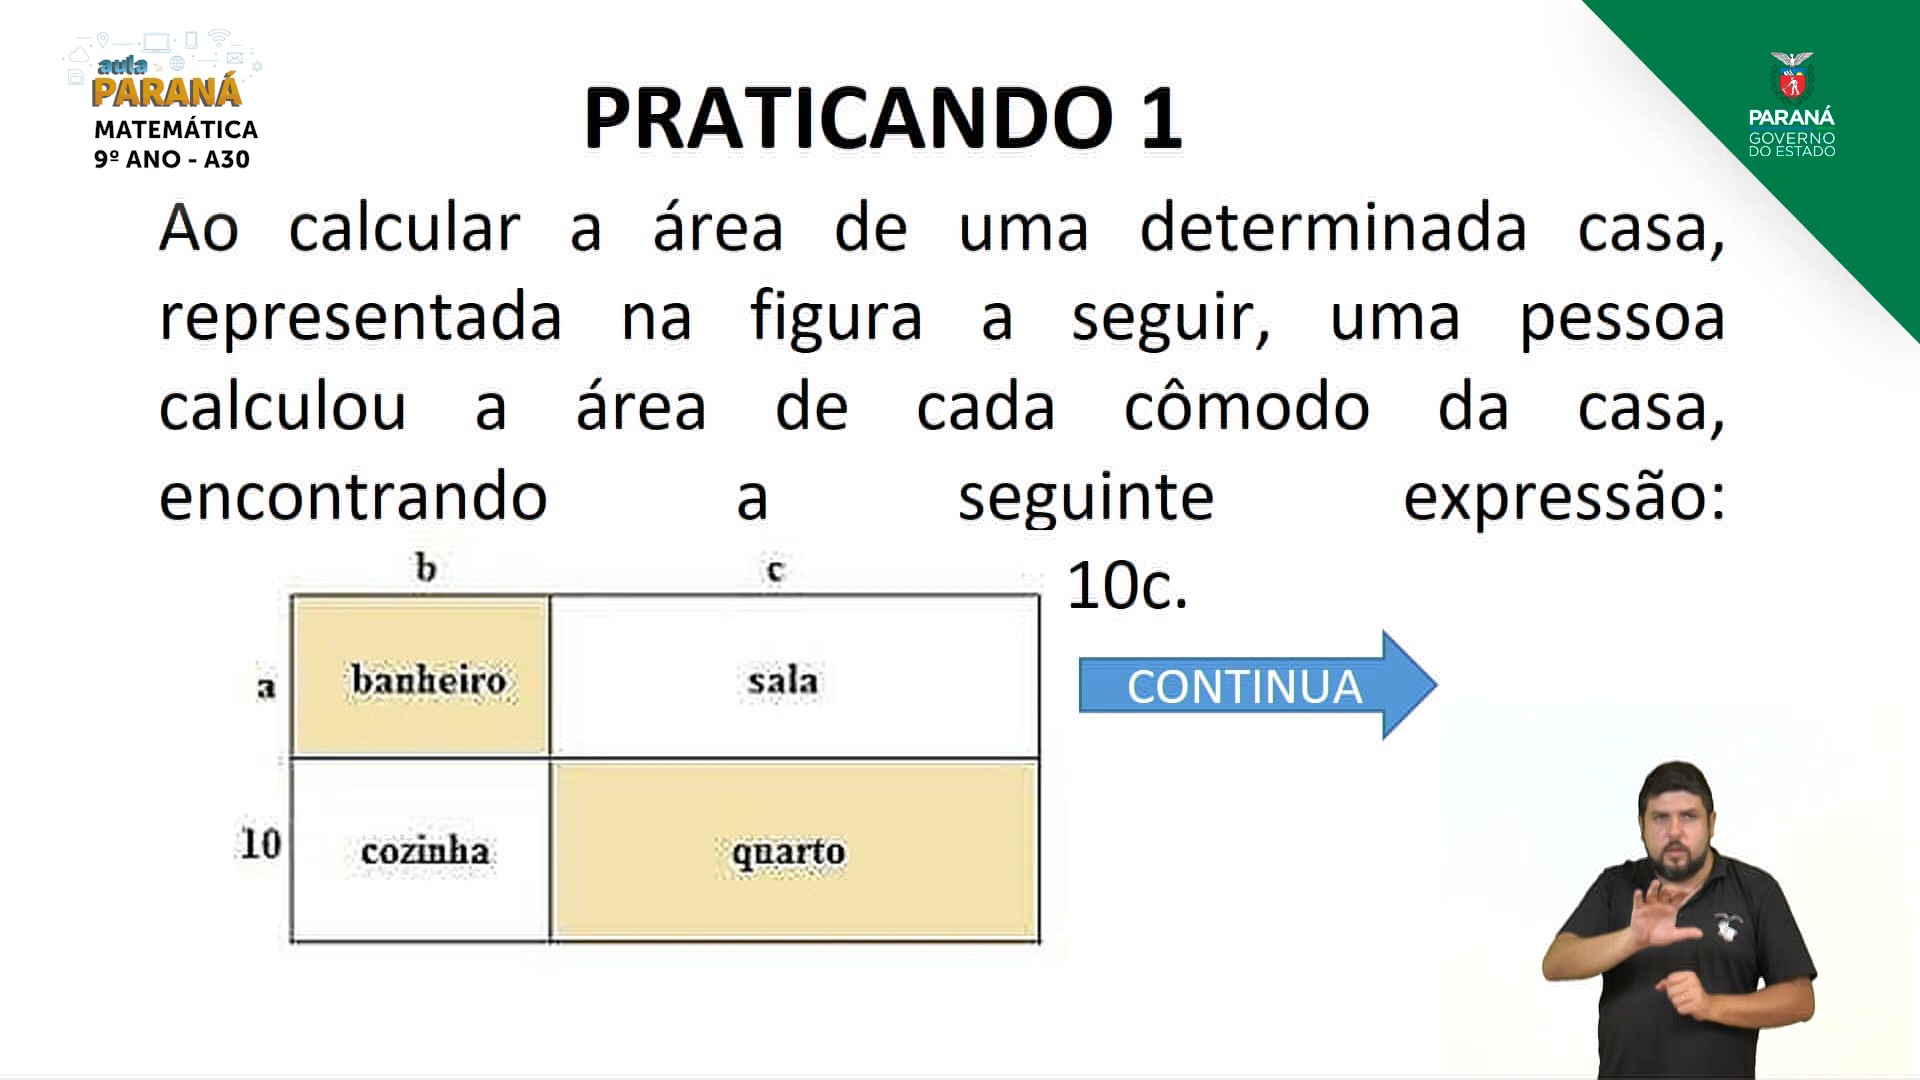 aula
PARANÁ
MATEMÁTICA
9º ANO - A30
PRATICANDO 1
PARANÁ
GOVERNO
DO ESTADO
Ao calcular a área de uma determinada casa,
representada na figura a seguir, uma pessoa
calculou a área de cada cômodo da casa,
encontrando a seguinte expressão:
10c.
b c
a banheiro sala
10 cozinha quarto
CONTINUA